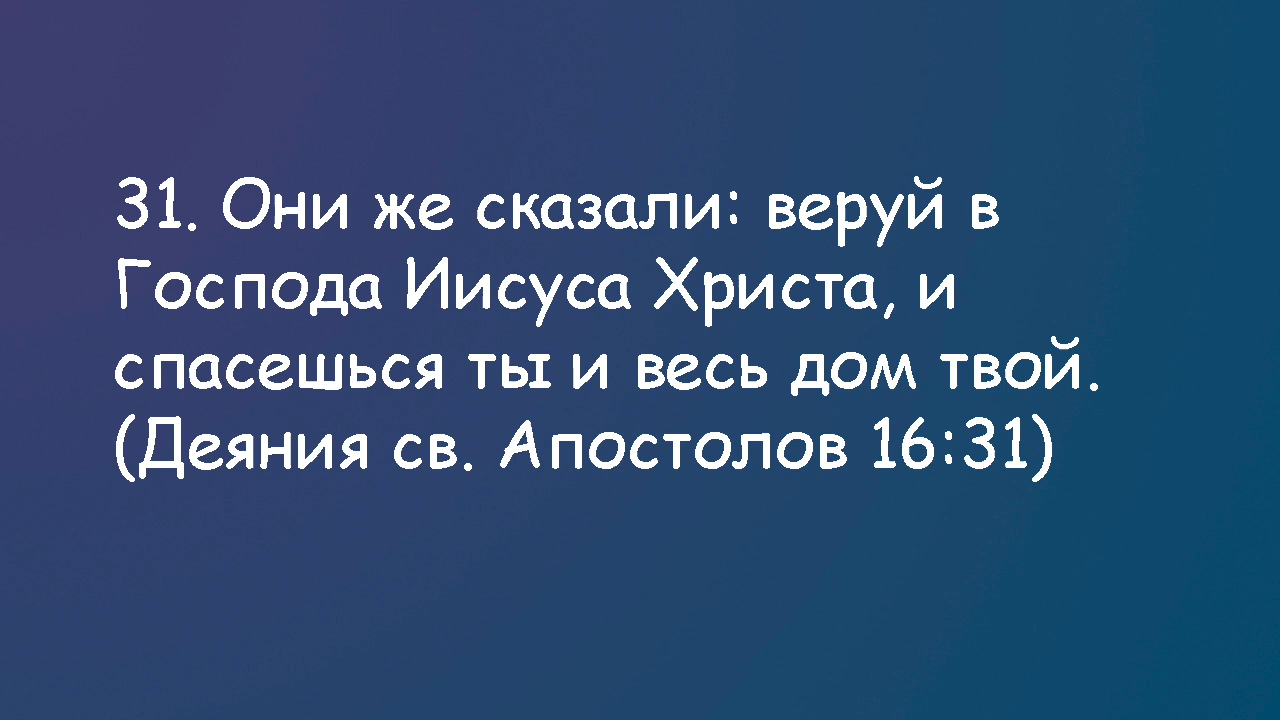 31. Они же сказали: веруй в
Господа Иисуса Христа, и
спасешься ты и весь дом твой.
(Деяния св. Апостолов 16:31)